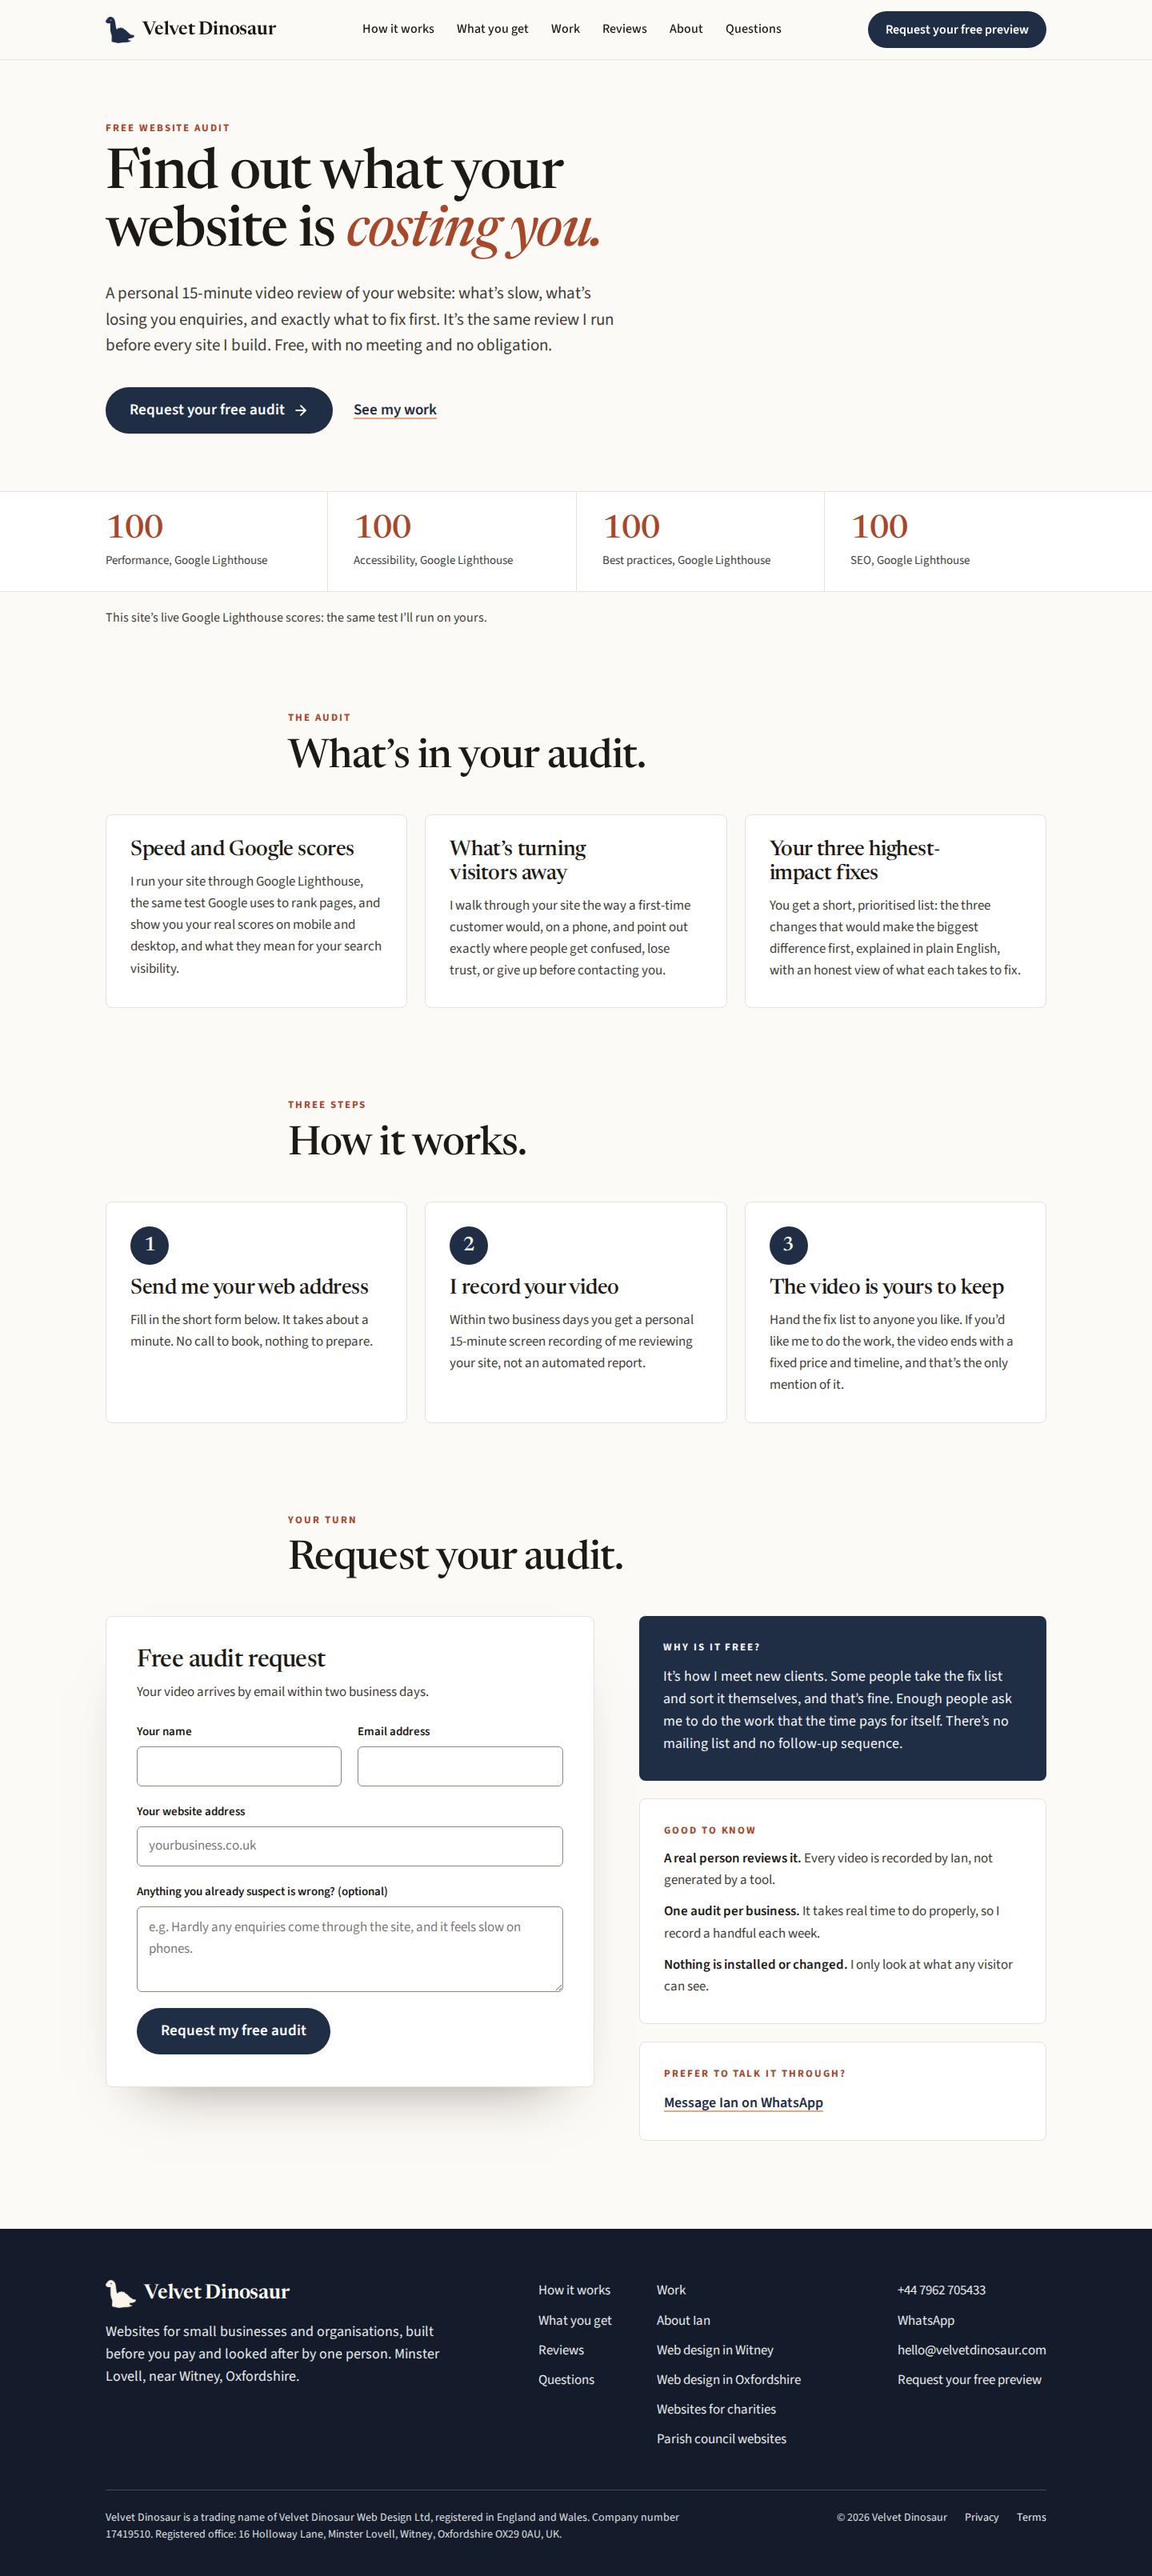 Velvet Dinosaur
How it works
What you get
Work
Reviews
About
Questions
Request your free preview
FREE WEBSITE AUDIT
Find out what your
website is costing you.
A personal 15-minute video review of your website: what’s slow, what’s
losing you enquiries, and exactly what to fix first. It’s the same review I run
before every site I build. Free, with no meeting and no obligation.
Request your free audit →
See my work
100
Performance, Google Lighthouse
100
Accessibility, Google Lighthouse
100
Best practices, Google Lighthouse
100
SEO, Google Lighthouse
This site’s live Google Lighthouse scores: the same test I’ll run on yours.
THE AUDIT
What’s in your audit.
Speed and Google scores
I run your site through Google Lighthouse,
the same test Google uses to rank pages, and
show you your real scores on mobile and
desktop, and what they mean for your search
visibility.
What’s turning
visitors away
I walk through your site the way a first-time
customer would, on a phone, and point out
exactly where people get confused, lose
trust, or give up before contacting you.
Your three highest-
impact fixes
You get a short, prioritised list: the three
changes that would make the biggest
difference first, explained in plain English,
with an honest view of what each takes to fix.
THREE STEPS
How it works.
1
Send me your web address
Fill in the short form below. It takes about a
minute. No call to book, nothing to prepare.
2
I record your video
Within two business days you get a personal
15-minute screen recording of me reviewing
your site, not an automated report.
3
The video is yours to keep
Hand the fix list to anyone you like. If you’d
like me to do the work, the video ends with a
fixed price and timeline, and that’s the only
mention of it.
YOUR TURN
Request your audit.
Free audit request
Your video arrives by email within two business days.
Your name
Email address
Your website address
yourbusiness.co.uk
Anything you already suspect is wrong? (optional)
e.g. Hardly any enquiries come through the site, and it feels slow on
phones.
Request my free audit
WHY IS IT FREE?
It’s how I meet new clients. Some people take the fix list
and sort it themselves, and that’s fine. Enough people ask
me to do the work that the time pays for itself. There’s no
mailing list and no follow-up sequence.
GOOD TO KNOW
A real person reviews it. Every video is recorded by Ian, not
generated by a tool.
One audit per business. It takes real time to do properly, so I
record a handful each week.
Nothing is installed or changed. I only look at what any visitor
can see.
PREFER TO TALK IT THROUGH?
Message Ian on WhatsApp
Velvet Dinosaur
Websites for small businesses and organisations, built
before you pay and looked after by one person. Minster
Lovell, near Witney, Oxfordshire.
How it works
What you get
Reviews
Questions
Work
About Ian
Web design in Witney
Web design in Oxfordshire
Websites for charities
Parish council websites
+44 7962 705433
WhatsApp
hello@velvetdinosaur.com
Request your free preview
Velvet Dinosaur is a trading name of Velvet Dinosaur Web Design Ltd, registered in England and Wales. Company number
17419510. Registered office: 16 Holloway Lane, Minster Lovell, Witney, Oxfordshire OX29 0AU, UK.
© 2026 Velvet Dinosaur
Privacy
Terms